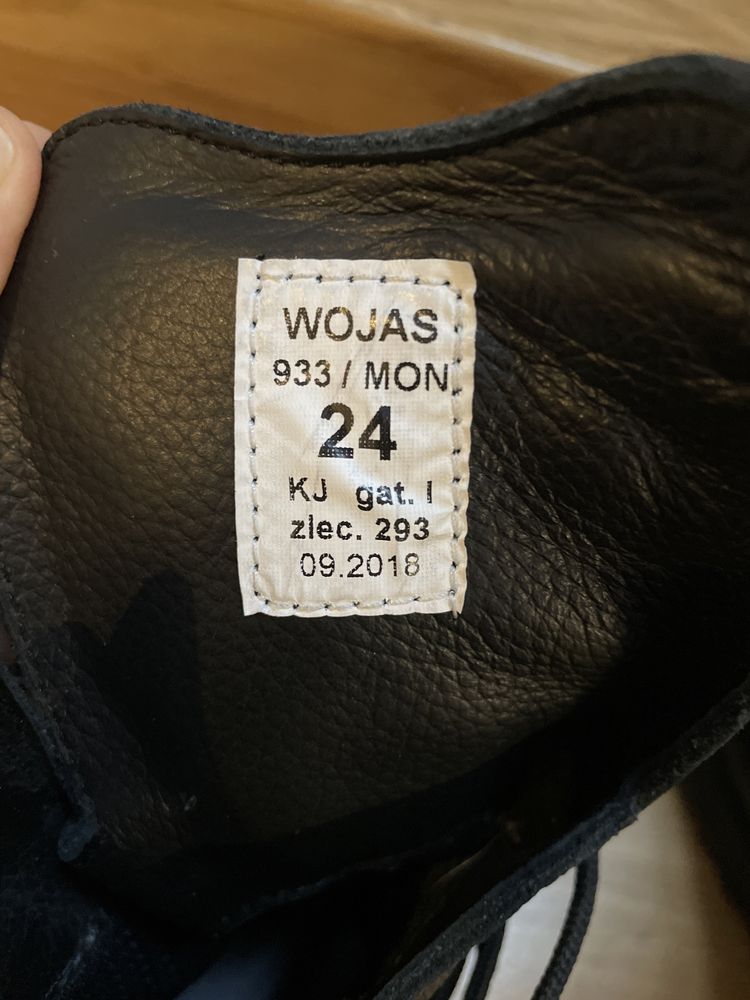 WOJAS
933 / MON
24
KJ gat. I
zlec. 293
09.2018